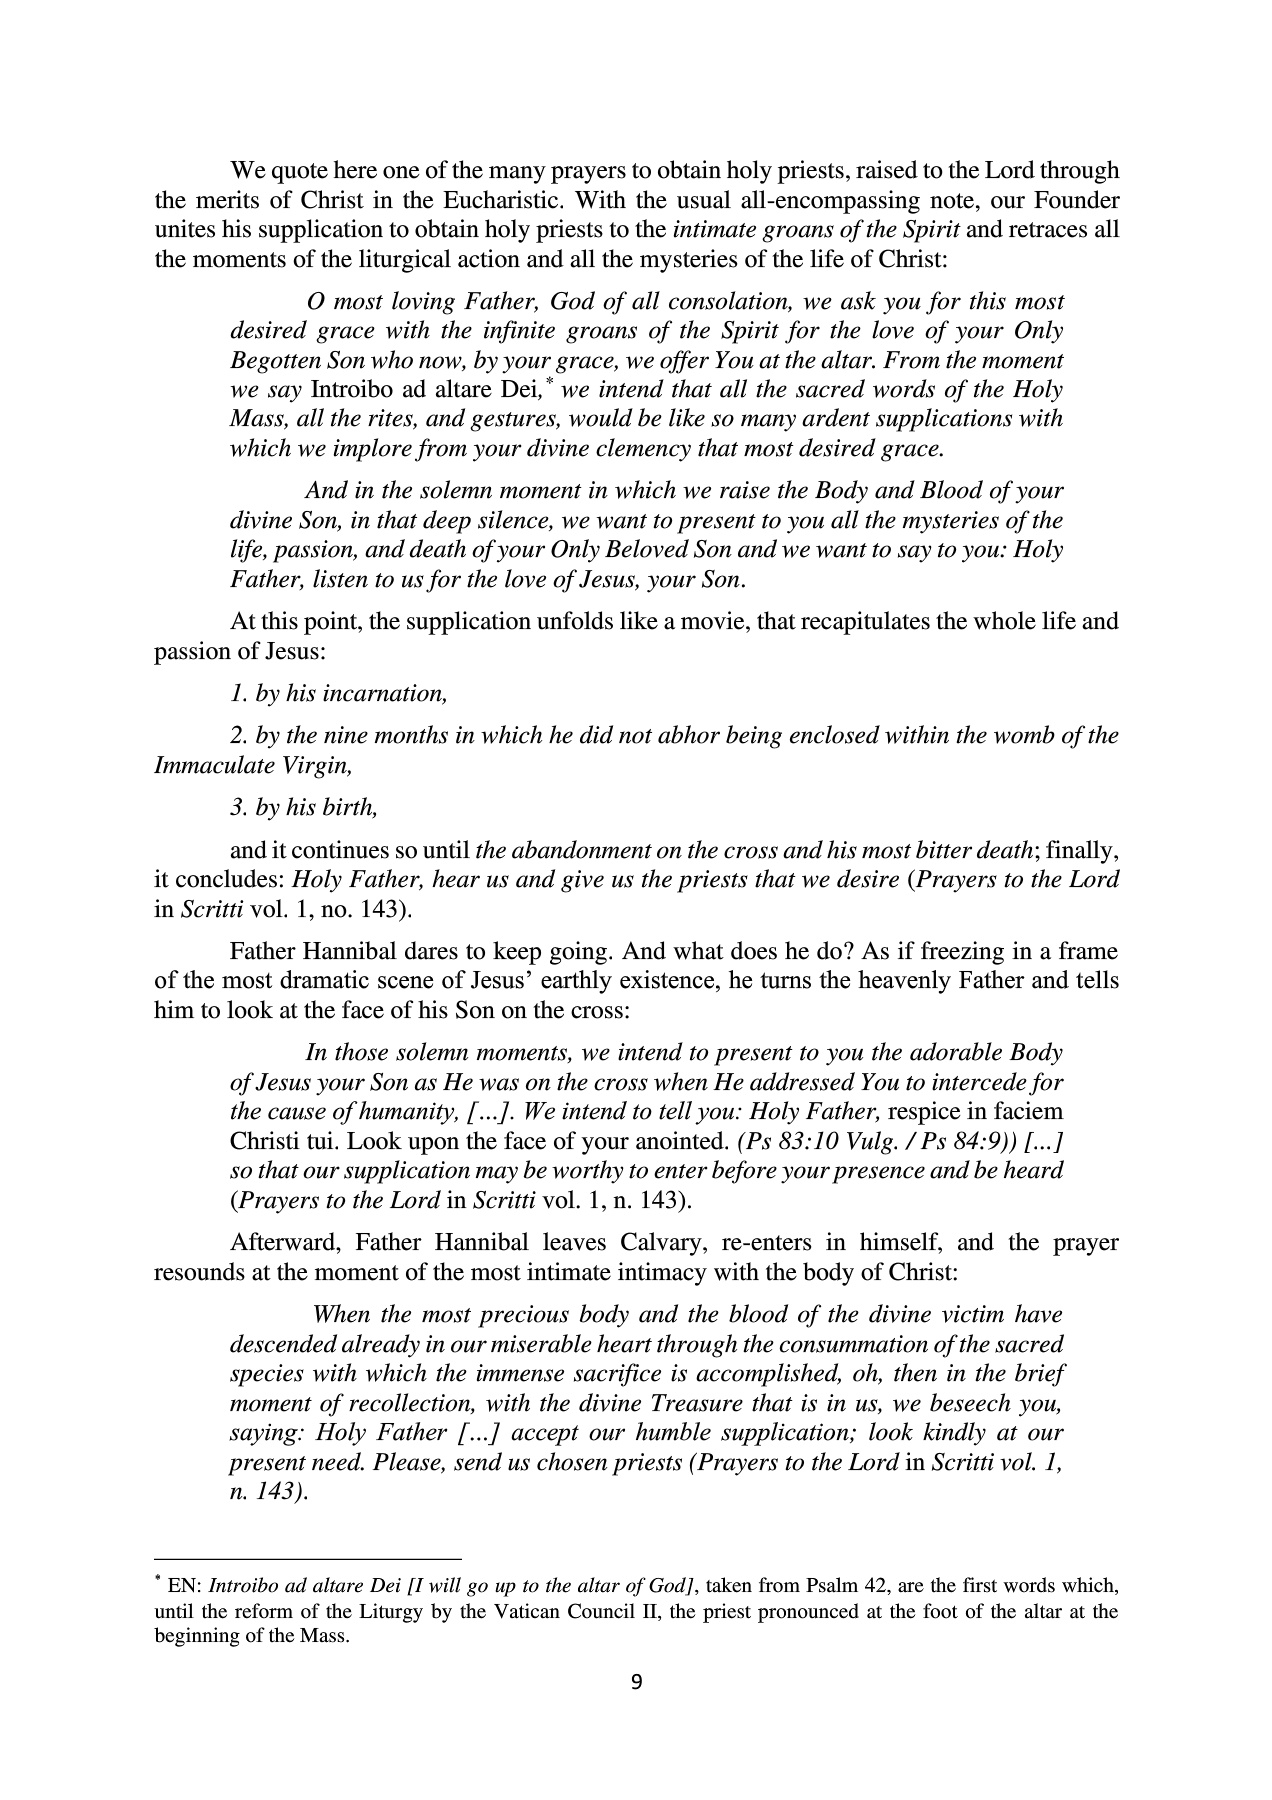 We quote here one of the many prayers to obtain holy priests, raised to the Lord through
the merits of Christ in the Eucharistic. With the usual all-encompassing note, our Founder
unites his supplication to obtain holy priests to the intimate groans of the Spirit and retraces all
the moments of the liturgical action and all the mysteries of the life of Christ:
O most loving Father, God of all consolation, we ask you for this most
desired grace with the infinite groans of the Spirit for the love of your Only
Begotten Son who now, by your grace, we offer You at the altar. From the moment
we say Introibo ad altare Dei,* we intend that all the sacred words of the Holy
Mass, all the rites, and gestures, would be like so many ardent supplications with
which we implore from your divine clemency that most desired grace.
And in the solemn moment in which we raise the Body and Blood of your
divine Son, in that deep silence, we want to present to you all the mysteries of the
life, passion, and death of your Only Beloved Son and we want to say to you: Holy
Father, listen to us for the love of Jesus, your Son.
At this point, the supplication unfolds like a movie, that recapitulates the whole life and
passion of Jesus:
1. by his incarnation,
2. by the nine months in which he did not abhor being enclosed within the womb of the
Immaculate Virgin,
3. by his birth,
and it continues so until the abandonment on the cross and his most bitter death; finally,
it concludes: Holy Father, hear us and give us the priests that we desire (Prayers to the Lord
in Scritti vol. 1, no. 143).
Father Hannibal dares to keep going. And what does he do? As if freezing in a frame
of the most dramatic scene of Jesus’ earthly existence, he turns the heavenly Father and tells
him to look at the face of his Son on the cross:
In those solemn moments, we intend to present to you the adorable Body
of Jesus your Son as He was on the cross when He addressed You to intercede for
the cause of humanity, [...]. We intend to tell you: Holy Father, respice in faciem
Christi tui. Look upon the face of your anointed. (Ps 83:10 Vulg. / Ps 84:9)) [...]
so that our supplication may be worthy to enter before your presence and be heard
(Prayers to the Lord in Scritti vol. 1, n. 143).
Afterward, Father Hannibal leaves Calvary, re-enters in himself, and the prayer
resounds at the moment of the most intimate intimacy with the body of Christ:
When the most precious body and the blood of the divine victim have
descended already in our miserable heart through the consummation of the sacred
species with which the immense sacrifice is accomplished, oh, then in the brief
moment of recollection, with the divine Treasure that is in us, we beseech you,
saying: Holy Father [...] accept our humble supplication; look kindly at our
present need. Please, send us chosen priests (Prayers to the Lord in Scritti vol. 1,
n. 143).
* EN: Introibo ad altare Dei [I will go up to the altar of God], taken from Psalm 42, are the first words which,
until the reform of the Liturgy by the Vatican Council II, the priest pronounced at the foot of the altar at the
beginning of the Mass.
9